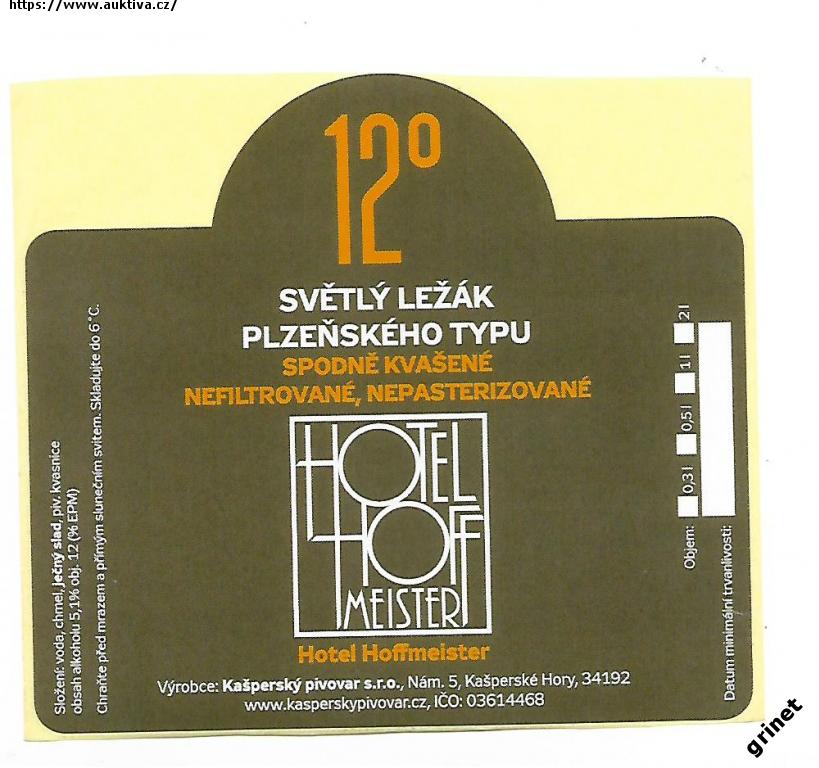 https://www.auktiva.cz/
12°
SVĚTLÝ LEŽÁK
PLZEŇSKÉHO TYPU
SPODNĚ KVAŠENÉ
NEFILTROVANÉ, NEPASTERIZOVANÉ
HOTEL
HOFF
MEISTER
Hotel Hoffmeister
Výrobce: Kašperský pivovar s.r.o., Nám. 5, Kašperské Hory, 34192
www.kasperskypivovar.cz, IČO: 03614468
Složení: voda, chmel, ječný slad, piv. kvasnice
obsah alkoholu 5,1% obj. 12 (% EPM)
Chraňte před mrazem a přímým slunečním svitem. Skladujte do 6 °C.
Objem: 0,3 l 0,5 l 1 l 2 l
Datum minimální trvanlivosti:
grinet